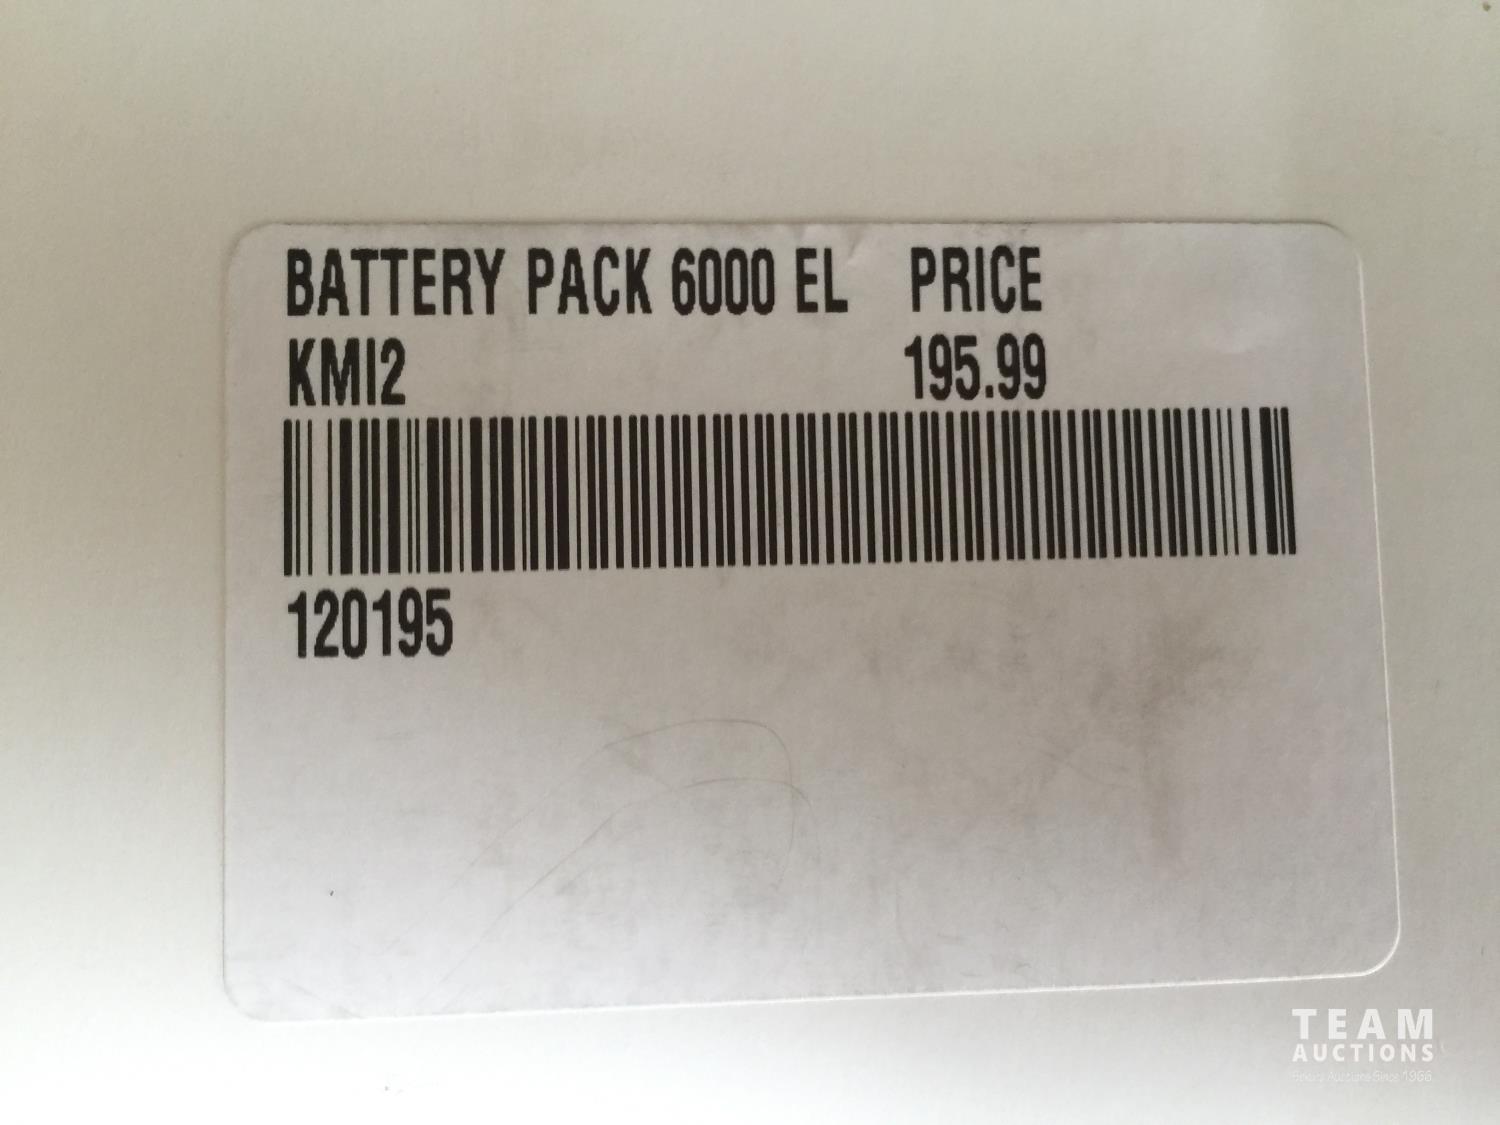 BATTERY PACK 6000 EL PRICE
KMI2 195.99
120195
TEAM
AUCTIONS